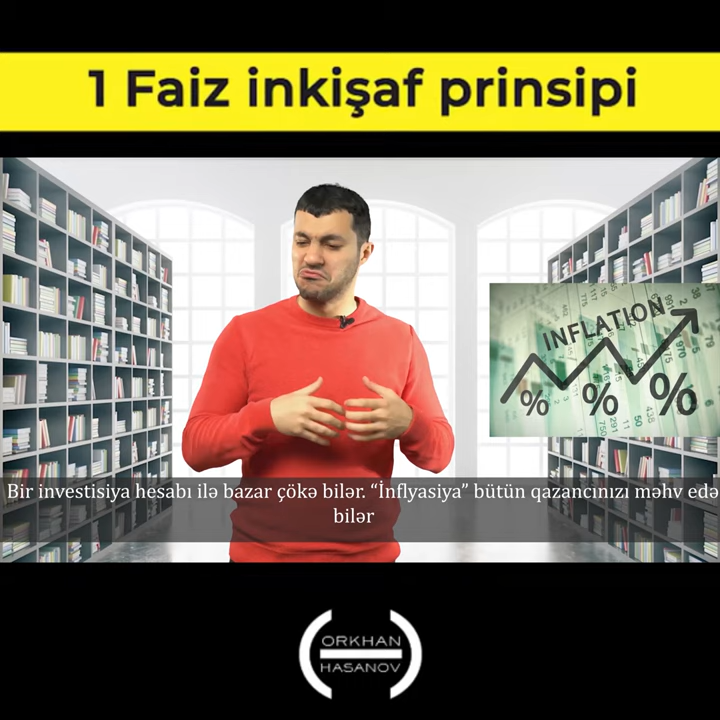 1 Faiz inkişaf prinsipi
INFLATION
% % %
Bir investisiya hesabı ilə bazar çökə bilər. “İnflyasiya” bütün qazancınızı məhv edə
bilər
ORKHAN
HASANOV